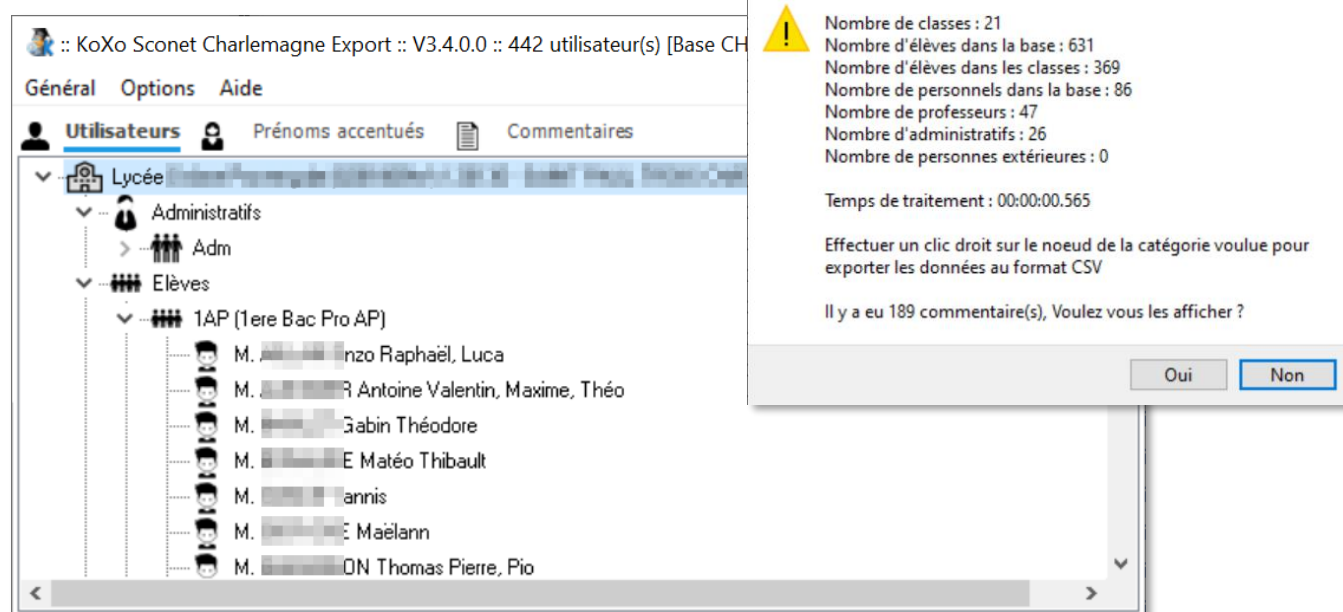 :: KoXo Sconet Charlemagne Export :: V3.4.0.0 :: 442 utilisateur(s) [Base CH
Général Options Aide
Utilisateurs Prénoms accentués Commentaires
Lycée
Administratifs
Adm
Elèves
1AP (1ere Bac Pro AP)
M. nzo Raphaël, Luca
M. R Antoine Valentin, Maxime, Théo
M. Gabin Théodore
M. E Matéo Thibault
M. annis
M. E Maëlann
M. ON Thomas Pierre, Pio
Nombre de classes : 21
Nombre d'élèves dans la base : 631
Nombre d'élèves dans les classes : 369
Nombre de personnels dans la base : 86
Nombre de professeurs : 47
Nombre d'administratifs : 26
Nombre de personnes extérieures : 0
Temps de traitement : 00:00:00.565
Effectuer un clic droit sur le noeud de la catégorie voulue pour
exporter les données au format CSV
Il y a eu 189 commentaire(s), Voulez vous les afficher ?
Oui Non